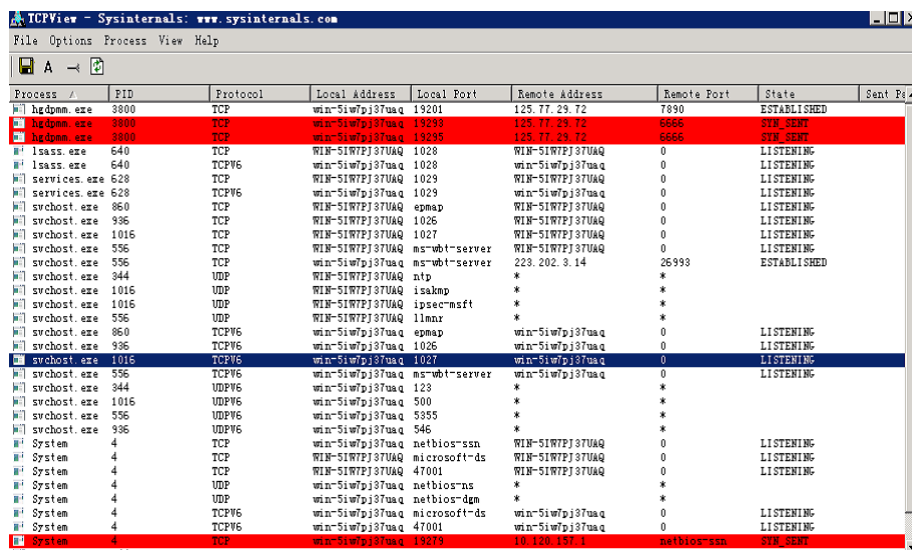 TCPView - Sysinternals: www.sysinternals.com
File Options Process View Help
A
Process PID Protocol Local Address Local Port Remote Address Remote Port State Sent Pa
hgdpmm.exe 3800 TCP win-5iw7pj37uaq 19201 125.77.29.72 7890 ESTABLISHED
hgdpmm.exe 3800 TCP win-5iw7pj37uaq 19293 125.77.29.72 6666 SYN_SENT
hgdpmm.exe 3800 TCP win-5iw7pj37uaq 19295 125.77.29.72 6666 SYN_SENT
lsass.exe 640 TCP WIN-5IW7PJ37UAQ 1028 WIN-5IW7PJ37UAQ 0 LISTENING
lsass.exe 640 TCPV6 win-5iw7pj37uaq 1028 win-5iw7pj37uaq 0 LISTENING
services.exe 628 TCP WIN-5IW7PJ37UAQ 1029 WIN-5IW7PJ37UAQ 0 LISTENING
services.exe 628 TCPV6 win-5iw7pj37uaq 1029 win-5iw7pj37uaq 0 LISTENING
svchost.exe 860 TCP WIN-5IW7PJ37UAQ epmap WIN-5IW7PJ37UAQ 0 LISTENING
svchost.exe 936 TCP WIN-5IW7PJ37UAQ 1026 WIN-5IW7PJ37UAQ 0 LISTENING
svchost.exe 1016 TCP WIN-5IW7PJ37UAQ 1027 WIN-5IW7PJ37UAQ 0 LISTENING
svchost.exe 556 TCP WIN-5IW7PJ37UAQ ms-wbt-server WIN-5IW7PJ37UAQ 0 LISTENING
svchost.exe 556 TCP win-5iw7pj37uaq ms-wbt-server 223.202.3.14 26993 ESTABLISHED
svchost.exe 344 UDP WIN-5IW7PJ37UAQ ntp * *
svchost.exe 1016 UDP WIN-5IW7PJ37UAQ isakmp * *
svchost.exe 1016 UDP WIN-5IW7PJ37UAQ ipsec-msft * *
svchost.exe 556 UDP WIN-5IW7PJ37UAQ llmnr * *
svchost.exe 860 TCPV6 win-5iw7pj37uaq epmap win-5iw7pj37uaq 0 LISTENING
svchost.exe 936 TCPV6 win-5iw7pj37uaq 1026 win-5iw7pj37uaq 0 LISTENING
svchost.exe 1016 TCPV6 win-5iw7pj37uaq 1027 win-5iw7pj37uaq 0 LISTENING
svchost.exe 556 TCPV6 win-5iw7pj37uaq ms-wbt-server win-5iw7pj37uaq 0 LISTENING
svchost.exe 344 UDPV6 win-5iw7pj37uaq 123 * *
svchost.exe 1016 UDPV6 win-5iw7pj37uaq 500 * *
svchost.exe 556 UDPV6 win-5iw7pj37uaq 5355 * *
svchost.exe 936 UDPV6 win-5iw7pj37uaq 546 * *
System 4 TCP win-5iw7pj37uaq netbios-ssn WIN-5IW7PJ37UAQ 0 LISTENING
System 4 TCP WIN-5IW7PJ37UAQ microsoft-ds WIN-5IW7PJ37UAQ 0 LISTENING
System 4 TCP WIN-5IW7PJ37UAQ 47001 WIN-5IW7PJ37UAQ 0 LISTENING
System 4 UDP win-5iw7pj37uaq netbios-ns * *
System 4 UDP win-5iw7pj37uaq netbios-dgm * *
System 4 TCPV6 win-5iw7pj37uaq microsoft-ds win-5iw7pj37uaq 0 LISTENING
System 4 TCPV6 win-5iw7pj37uaq 47001 win-5iw7pj37uaq 0 LISTENING
System 4 TCP win-5iw7pj37uaq 19279 10.120.157.1 netbios-ssn SYN_SENT